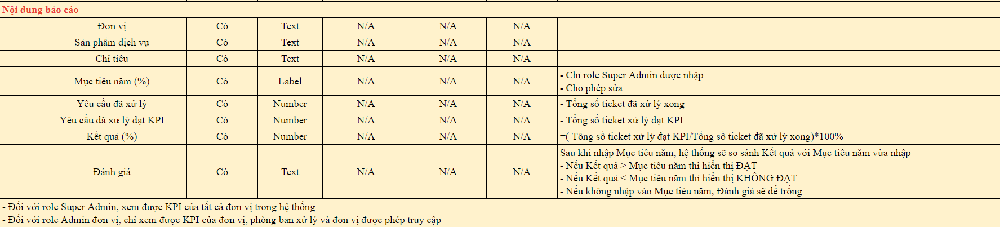 Nội dung báo cáo
Đơn vị Có Text N/A N/A N/A
Sản phẩm dịch vụ Có Text N/A N/A N/A
Chỉ tiêu Có Text N/A N/A N/A
Mục tiêu năm (%) Có Label N/A N/A N/A - Chỉ role Super Admin được nhập
- Cho phép sửa
Yêu cầu đã xử lý Có Number N/A N/A N/A - Tổng số ticket đã xử lý xong
Yêu cầu đã xử lý đạt KPI Có Number N/A N/A N/A - Tổng số ticket xử lý đạt KPI
Kết quả (%) Có Number N/A N/A N/A =( Tổng số ticket xử lý đạt KPI/Tổng số ticket đã xử lý xong)*100%
Đánh giá Có Text N/A N/A N/A Sau khi nhập Mục tiêu năm, hệ thống sẽ so sánh Kết quả với Mục tiêu năm vừa nhập
- Nếu Kết quả ≥ Mục tiêu năm thì hiển thị ĐẠT
- Nếu Kết quả < Mục tiêu năm thì hiển thị KHÔNG ĐẠT
- Nếu không nhập vào Mục tiêu năm, Đánh giá sẽ để trống
- Đối với role Super Admin, xem được KPI của tất cả đơn vị trong hệ thống
- Đối với role Admin đơn vị, chỉ xem được KPI của đơn vị, phòng ban xử lý và đơn vị được phép truy cập